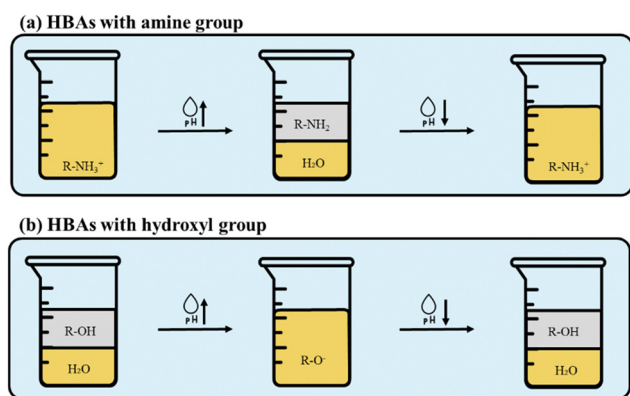 (a) HBAs with amine group
R-NH₃⁺
pH
R-NH₂
H₂O
pH
R-NH₃⁺
(b) HBAs with hydroxyl group
R-OH
H₂O
pH
R-O⁻
pH
R-OH
H₂O